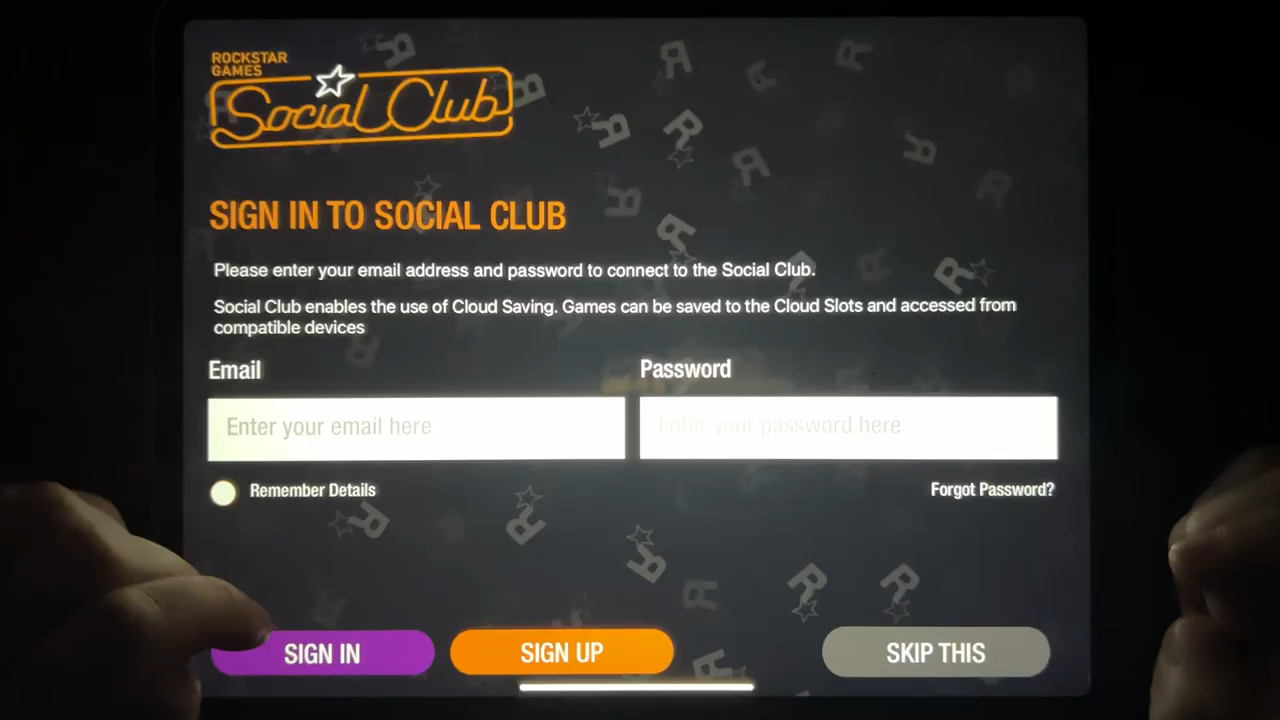 ROCKSTAR
GAMES
Social Club
SIGN IN TO SOCIAL CLUB
Please enter your email address and password to connect to the Social Club.
Social Club enables the use of Cloud Saving. Games can be saved to the Cloud Slots and accessed from
compatible devices
Email
Password
Enter your email here
Enter your password here
Remember Details
Forgot Password?
SIGN IN
SIGN UP
SKIP THIS